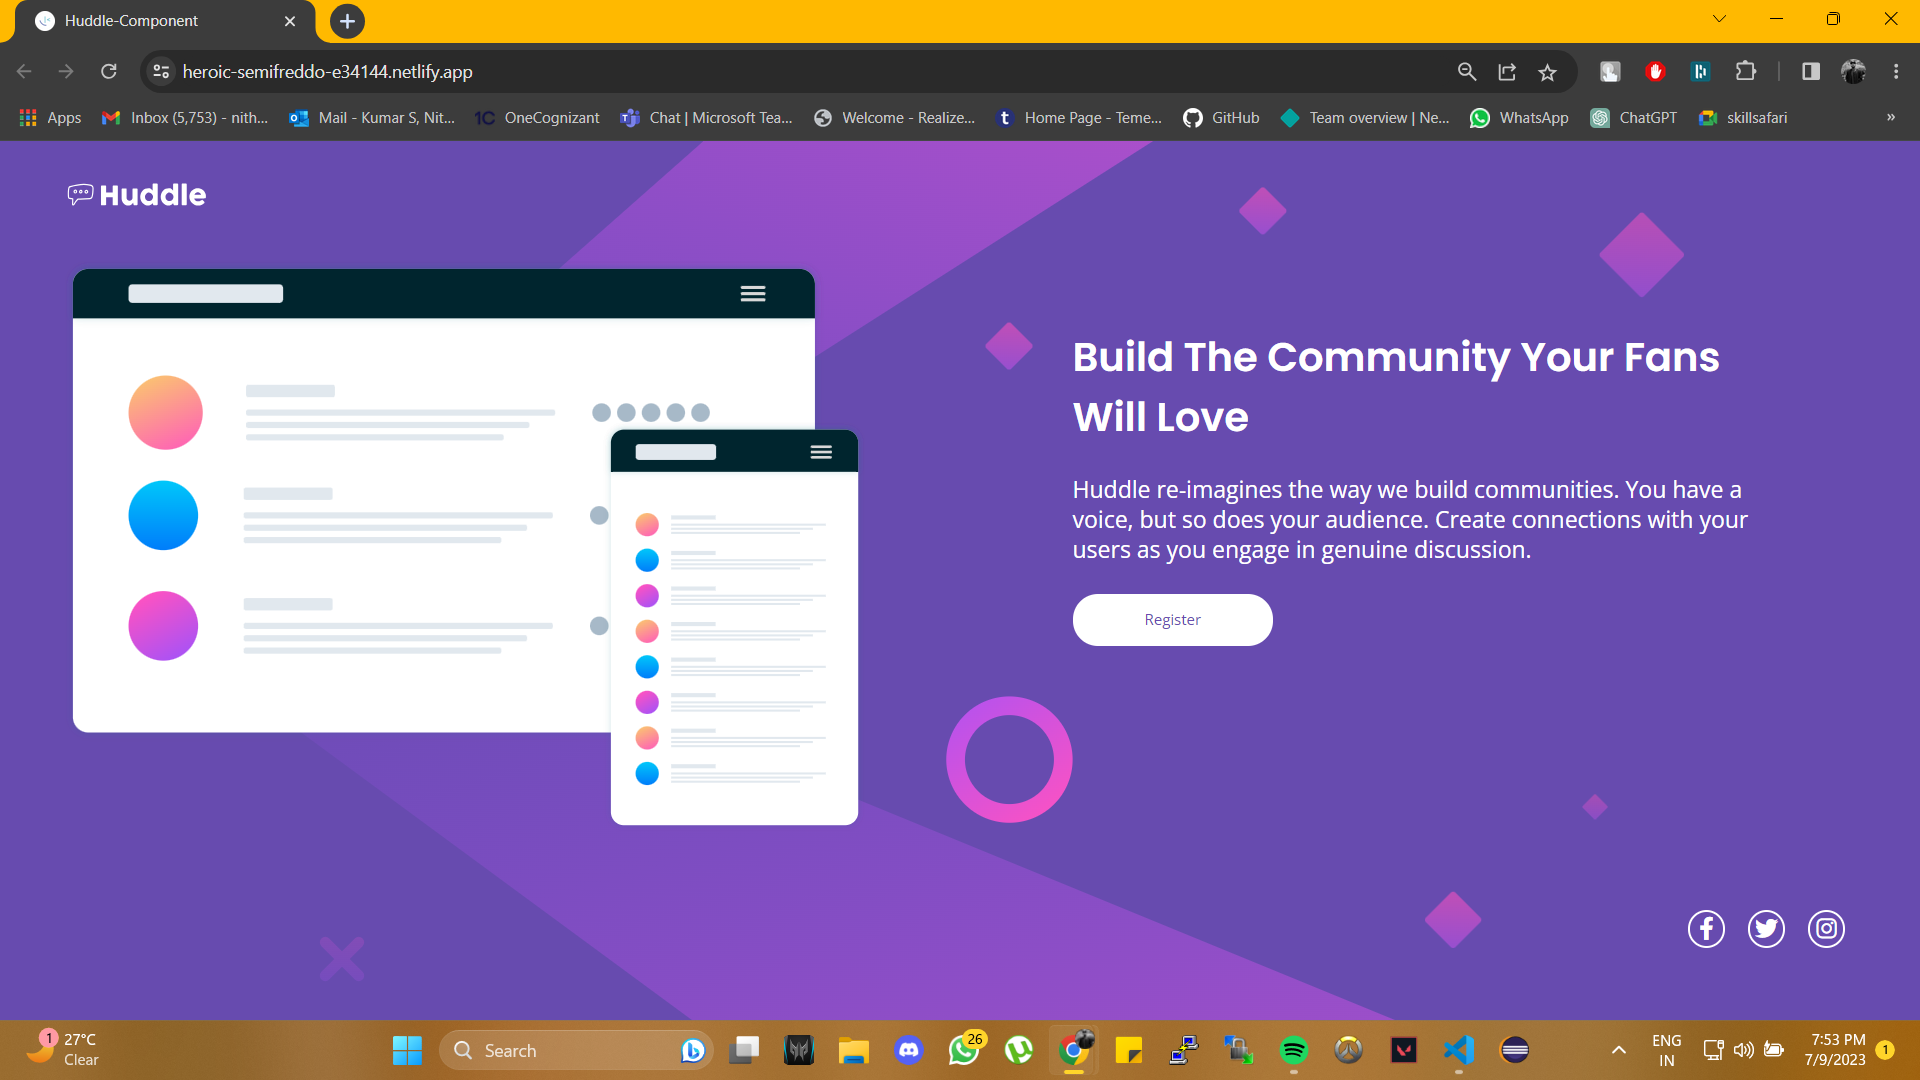 Huddle-Component
heroic-semifreddo-e34144.netlify.app
Apps
Inbox (5,753) - nith...
Mail - Kumar S, Nit...
1C OneCognizant
Chat | Microsoft Tea...
Welcome - Realize...
t Home Page - Teme...
GitHub
Team overview | Ne...
WhatsApp
ChatGPT
skillsafari
»
Huddle
Build The Community Your Fans
Will Love
Huddle re-imagines the way we build communities. You have a
voice, but so does your audience. Create connections with your
users as you engage in genuine discussion.
Register
1
27°C
Clear
Search
26
ENG
IN
7:53 PM
7/9/2023
1